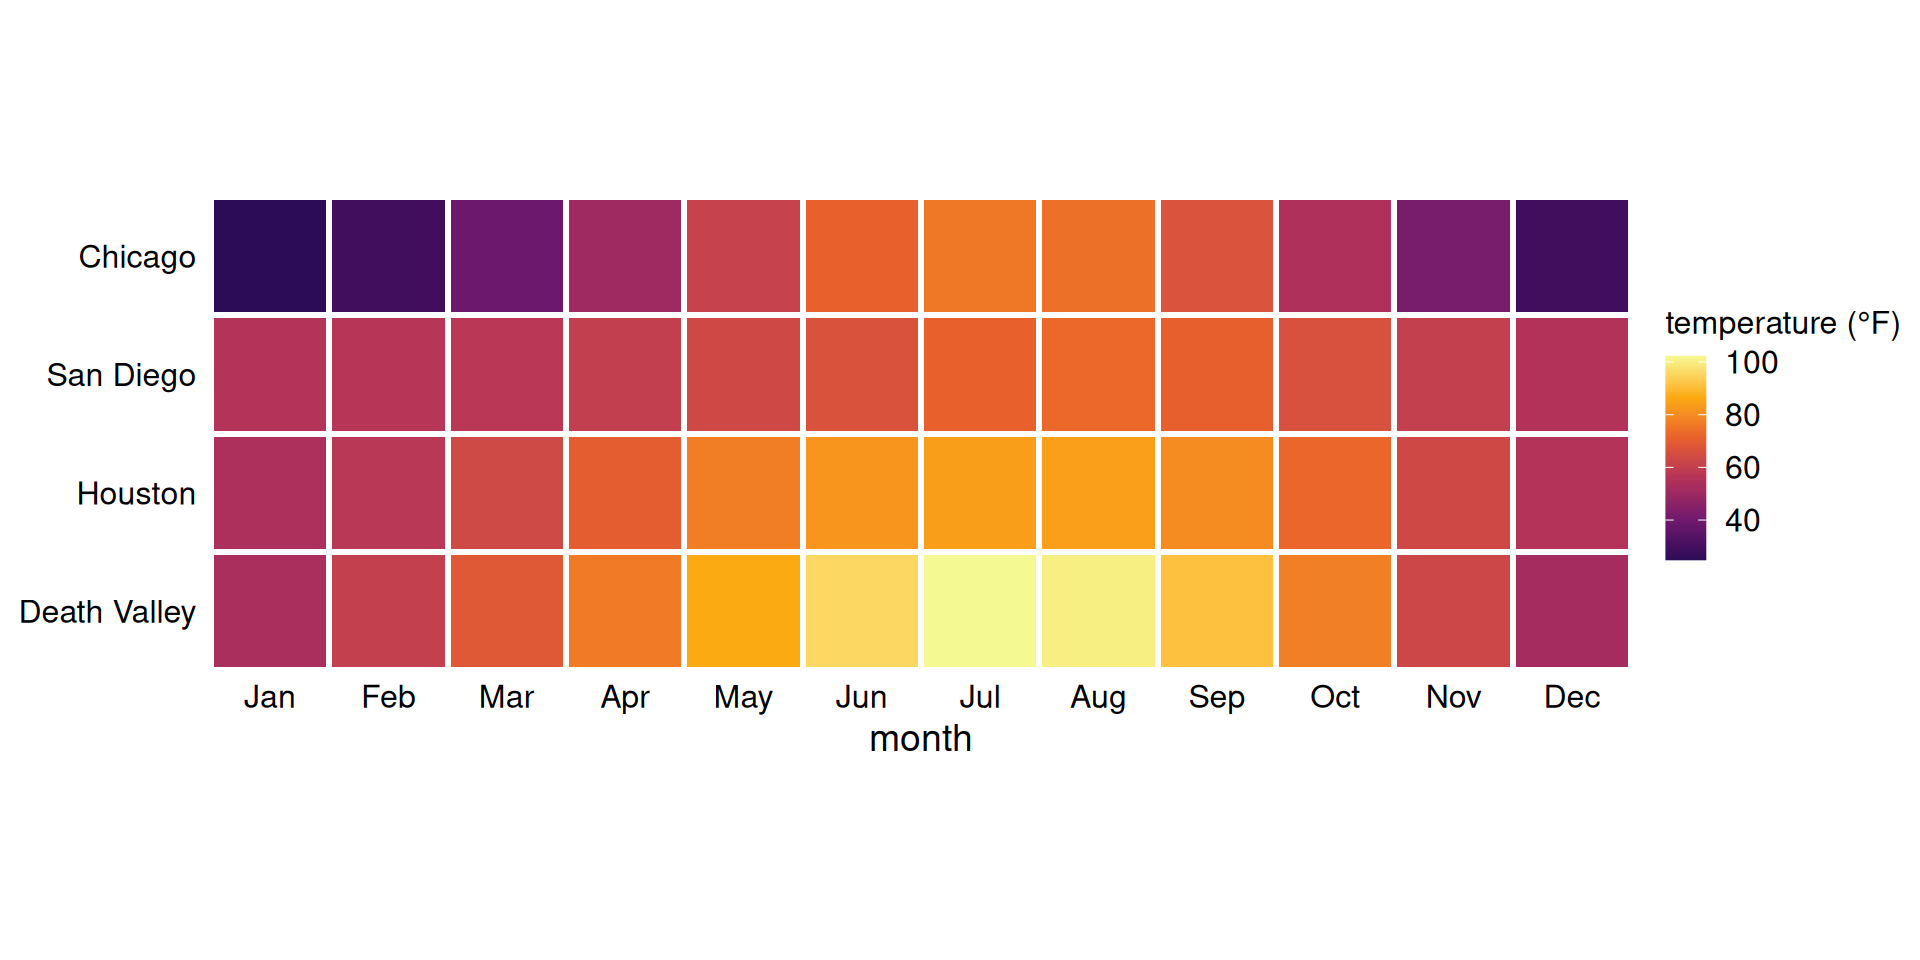 Chicago
San Diego
Houston
Death Valley
Jan Feb Mar Apr May Jun Jul Aug Sep Oct Nov Dec
month
temperature (°F)
100
80
60
40